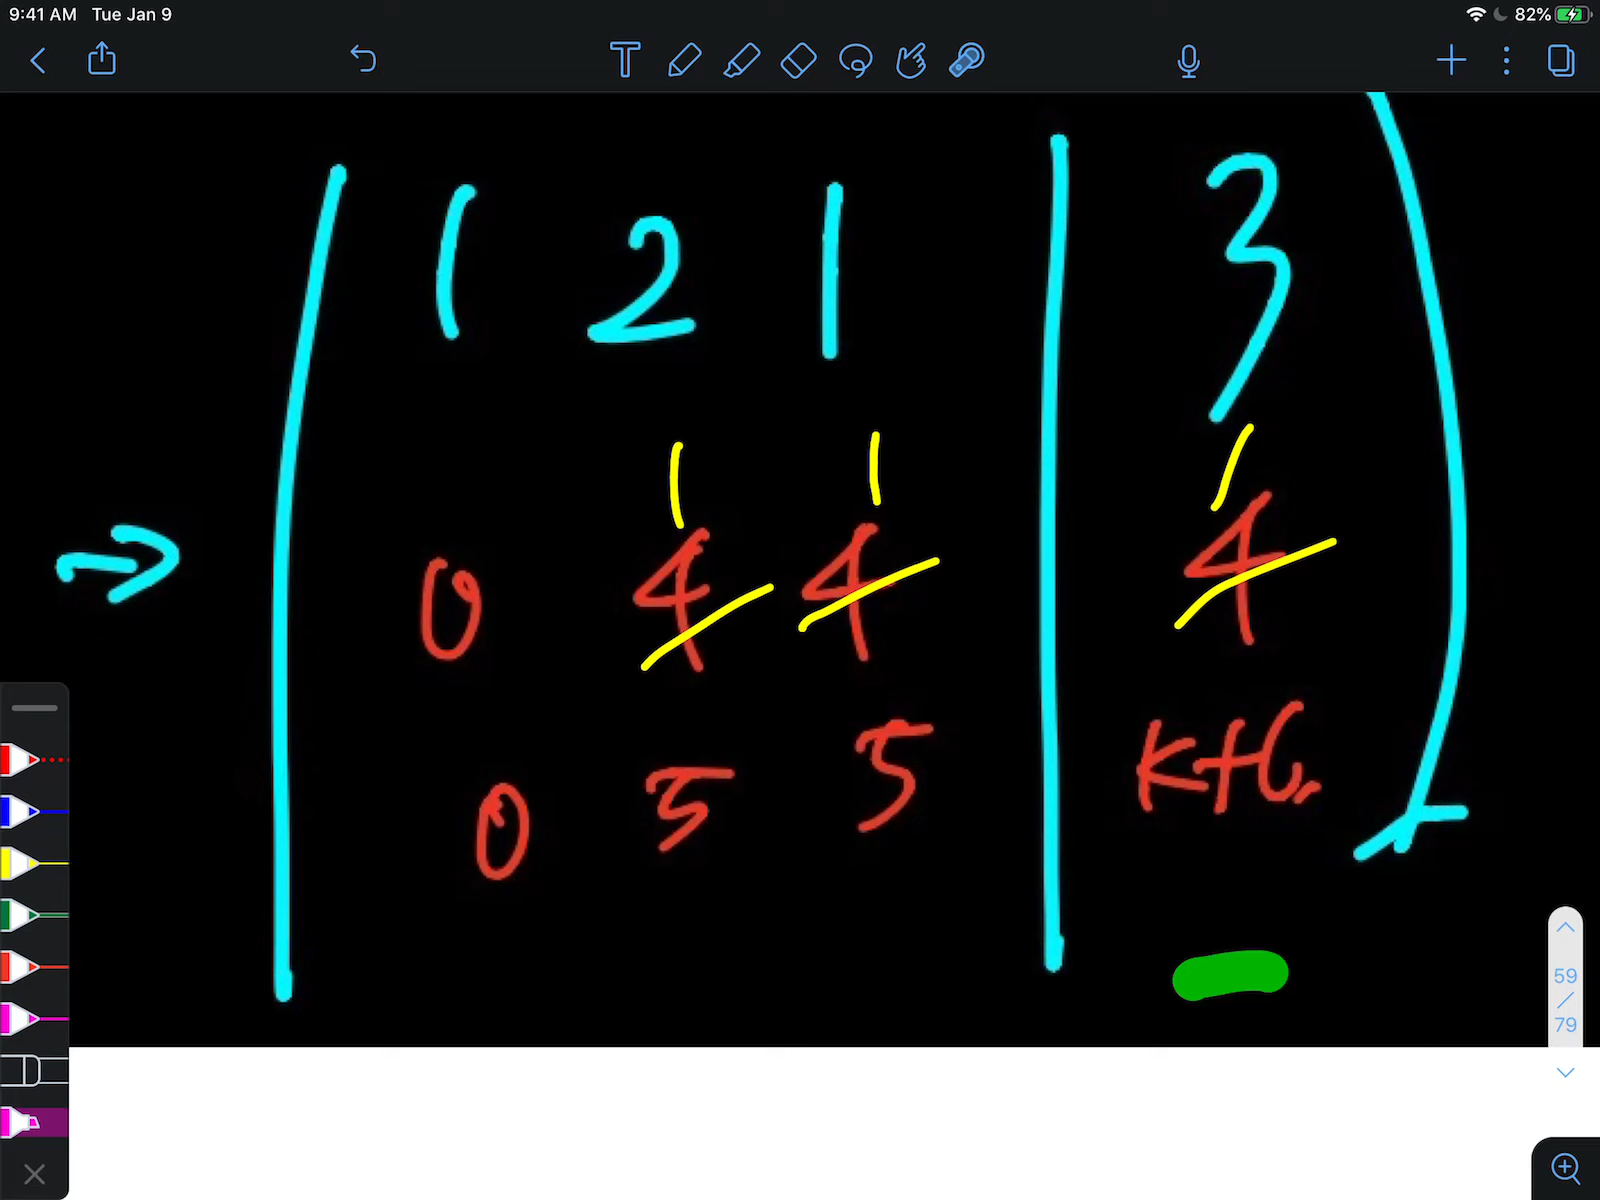 9:41 AM Tue Jan 9 82%
T
1 2 1 | 3
1 1 1
→ 0 4 4 | 4
0 5 5 | k+6
59
/
79